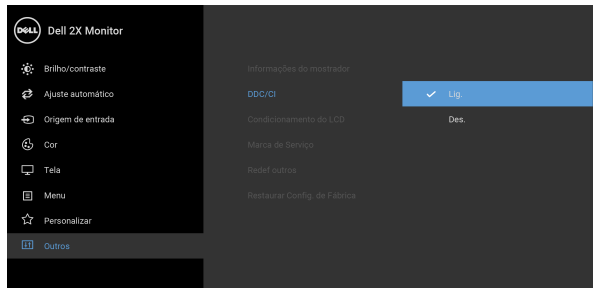 DELL Dell 2X Monitor
Brilho/contraste
Ajuste automático
Origem de entrada
Cor
Tela
Menu
Personalizar
Outros
Informações do mostrador
DDC/CI
Condicionamento do LCD
Marca de Serviço
Redef outros
Restaurar Config. de Fábrica
Lig.
Des.